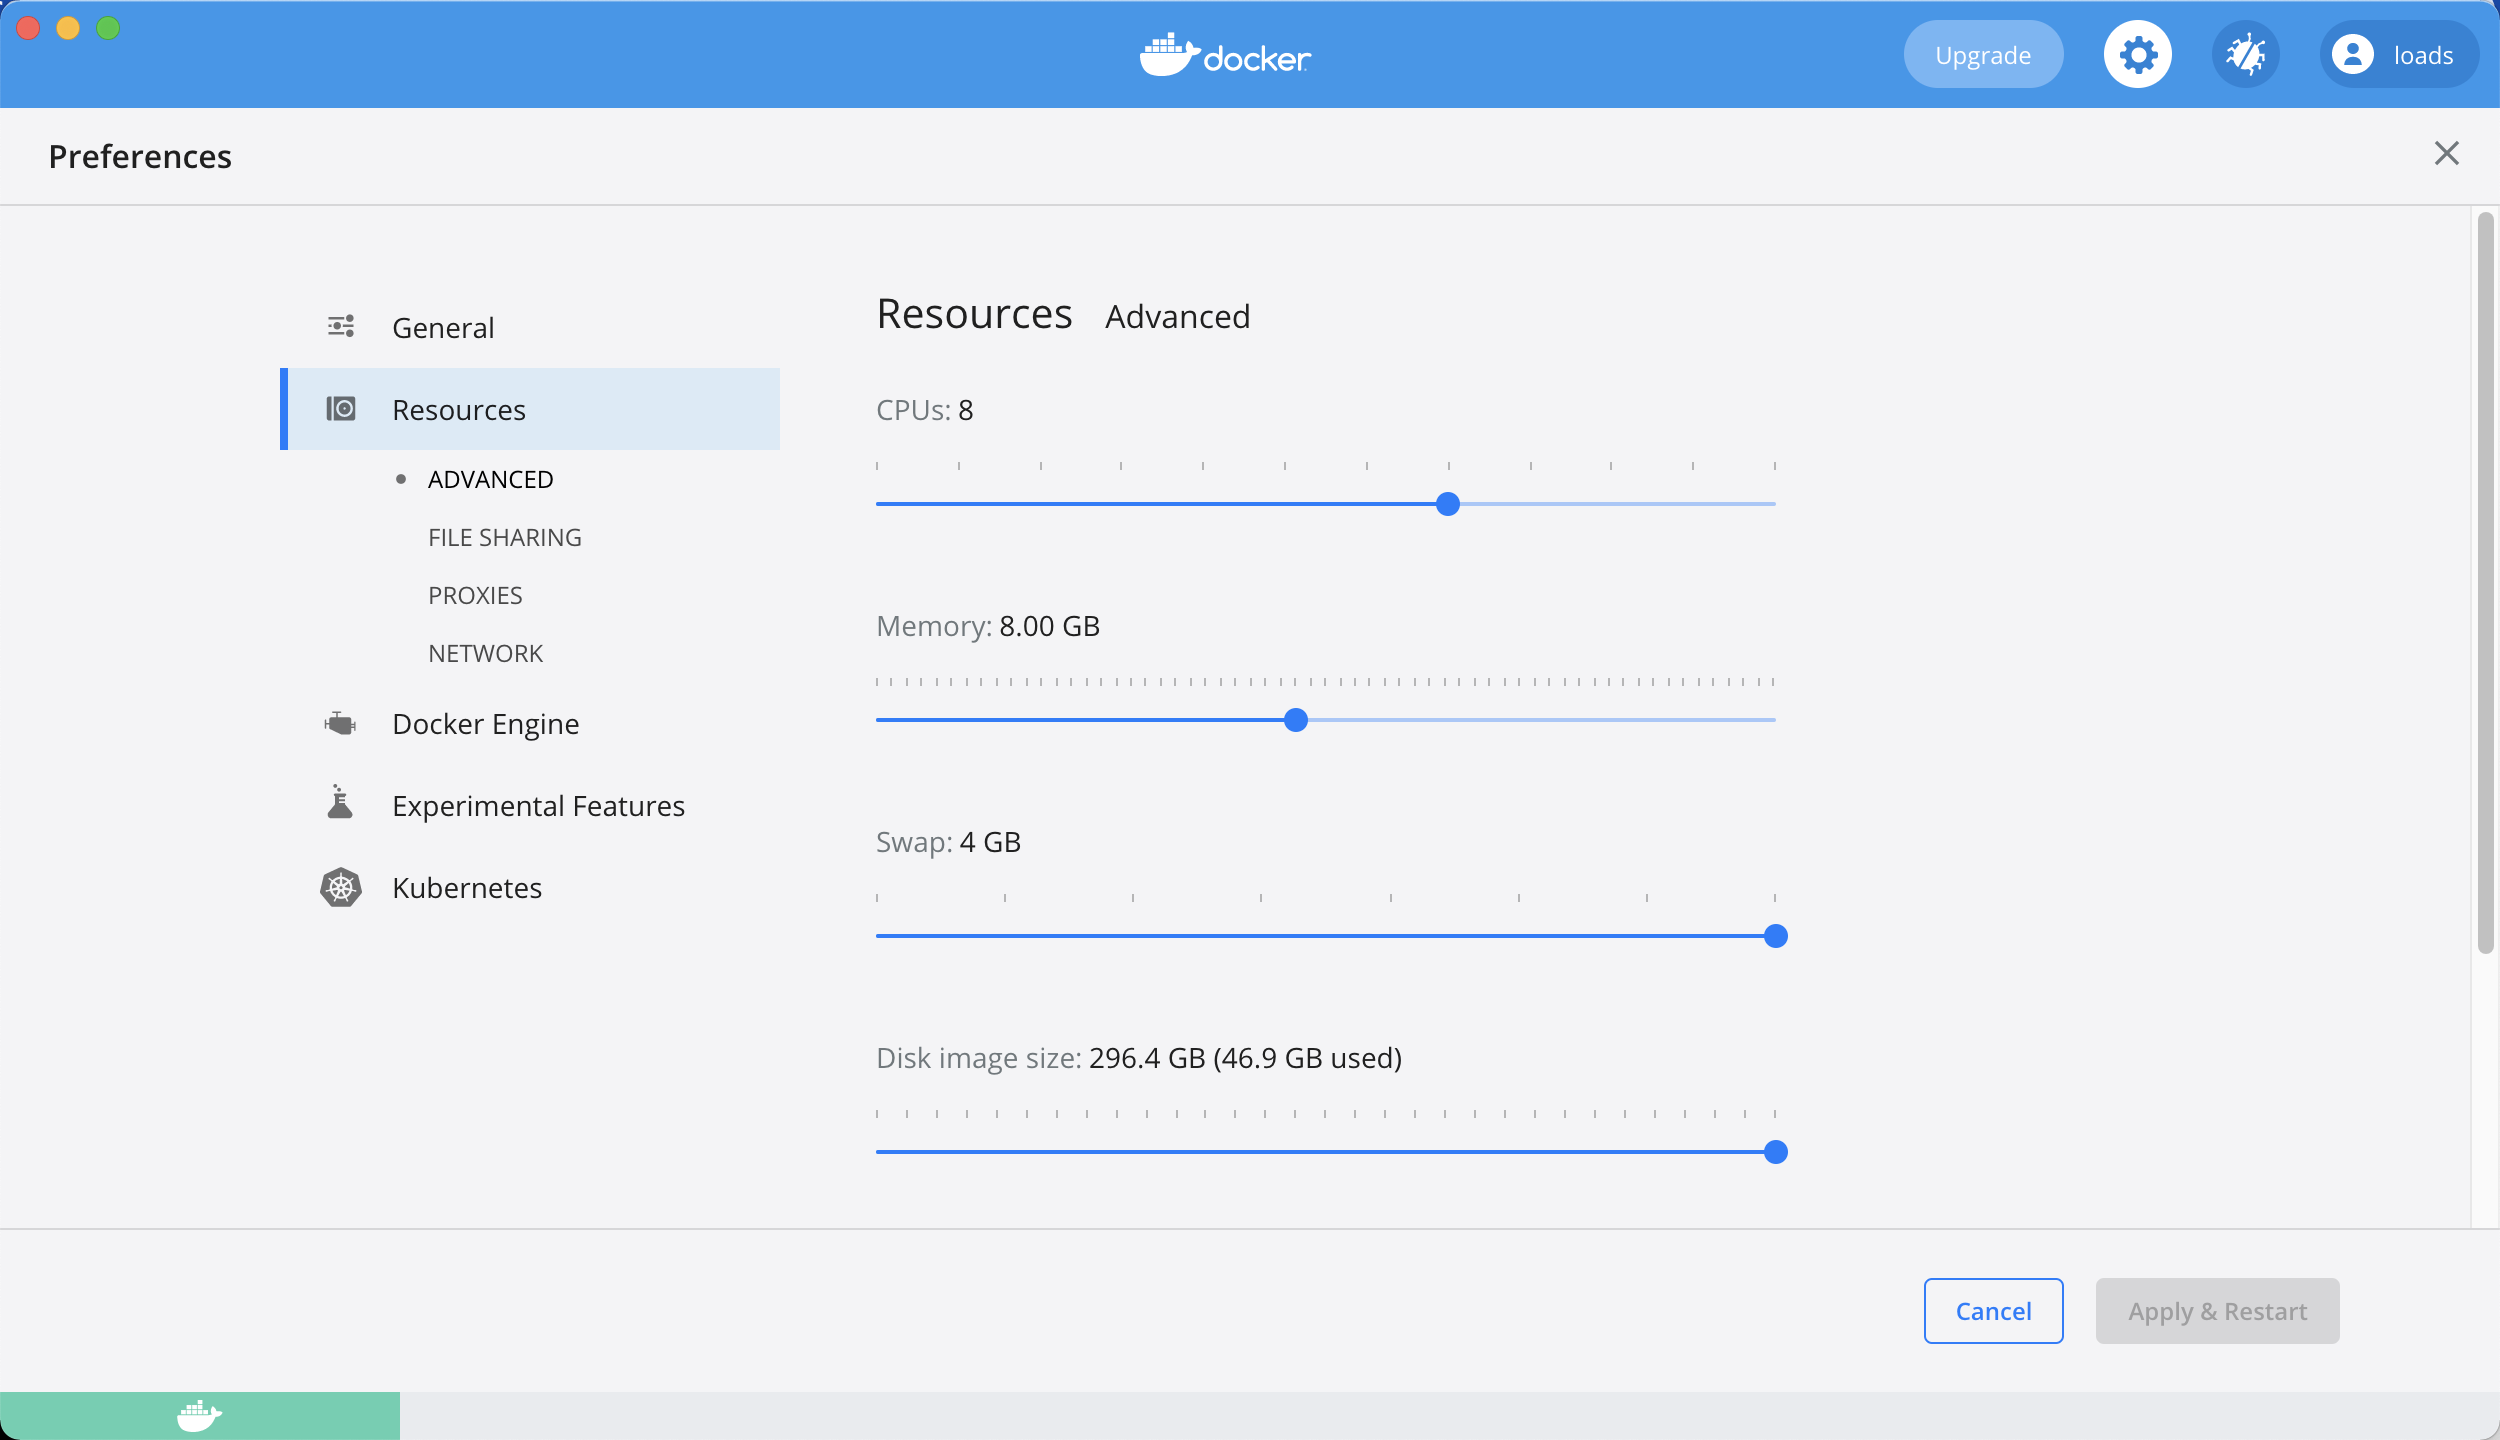 docker
Upgrade
loads
Preferences
General
Resources
ADVANCED
FILE SHARING
PROXIES
NETWORK
Docker Engine
Experimental Features
Kubernetes
Resources Advanced
CPUs: 8
Memory: 8.00 GB
Swap: 4 GB
Disk image size: 296.4 GB (46.9 GB used)
Cancel
Apply & Restart